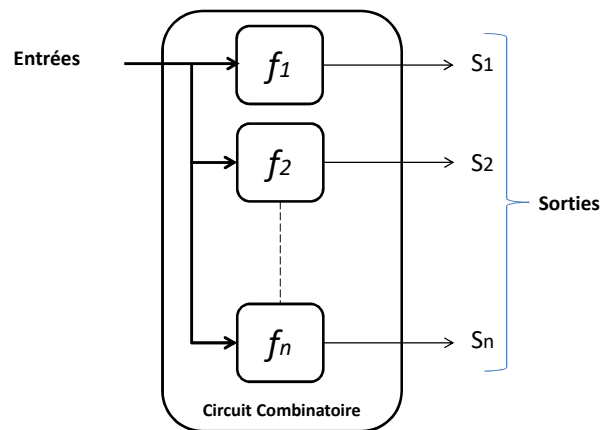 Entrées
f1
S1
f2
S2
Sorties
fn
Sn
Circuit Combinatoire